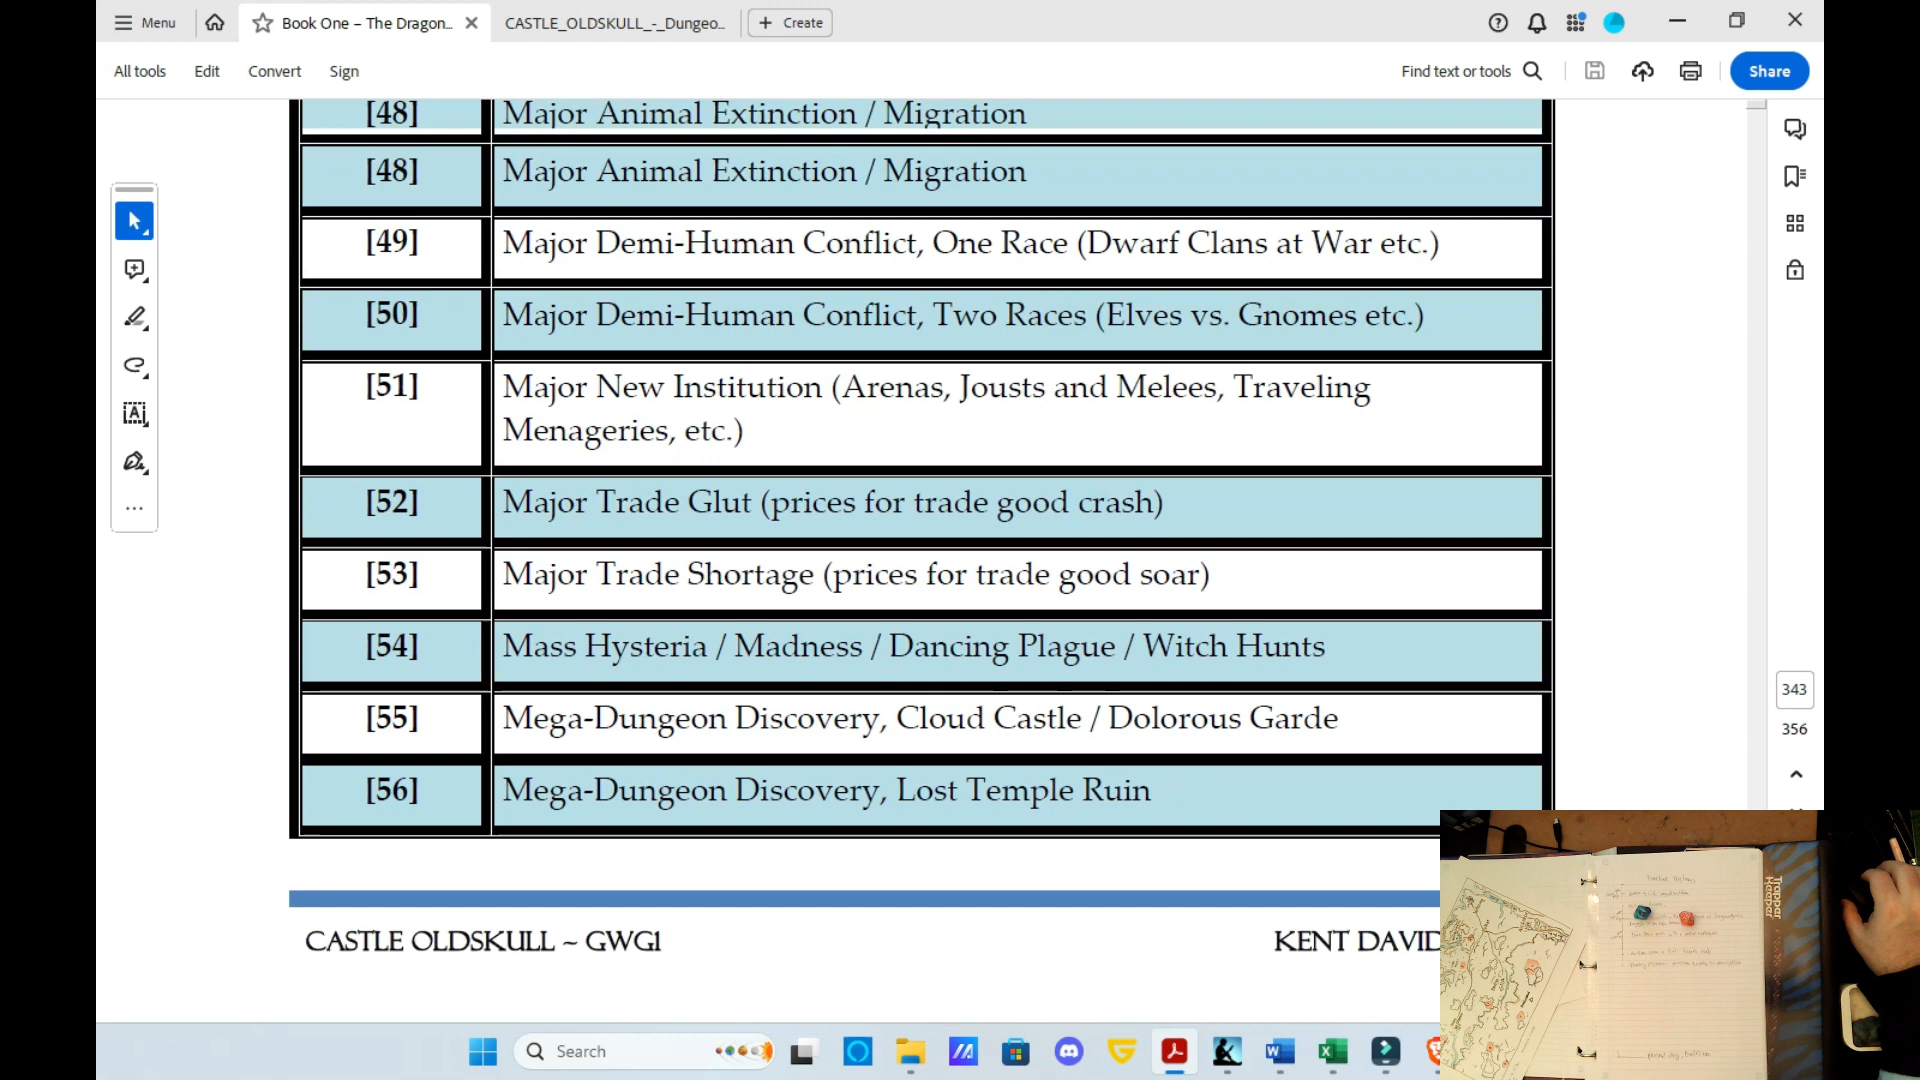 Menu
Book One – The Dragon...
CASTLE_OLDSKULL_-_Dungeo...
Create
All tools
Edit
Convert
Sign
Find text or tools
Share
[48] Major Animal Extinction / Migration
[48] Major Animal Extinction / Migration
[49] Major Demi-Human Conflict, One Race (Dwarf Clans at War etc.)
[50] Major Demi-Human Conflict, Two Races (Elves vs. Gnomes etc.)
[51] Major New Institution (Arenas, Jousts and Melees, Traveling
Menageries, etc.)
[52] Major Trade Glut (prices for trade good crash)
[53] Major Trade Shortage (prices for trade good soar)
[54] Mass Hysteria / Madness / Dancing Plague / Witch Hunts
[55] Mega-Dungeon Discovery, Cloud Castle / Dolorous Garde
[56] Mega-Dungeon Discovery, Lost Temple Ruin
343
356
CASTLE OLDSKULL ~ GWG1
KENT DAVID
Trapper
Keeper
Search